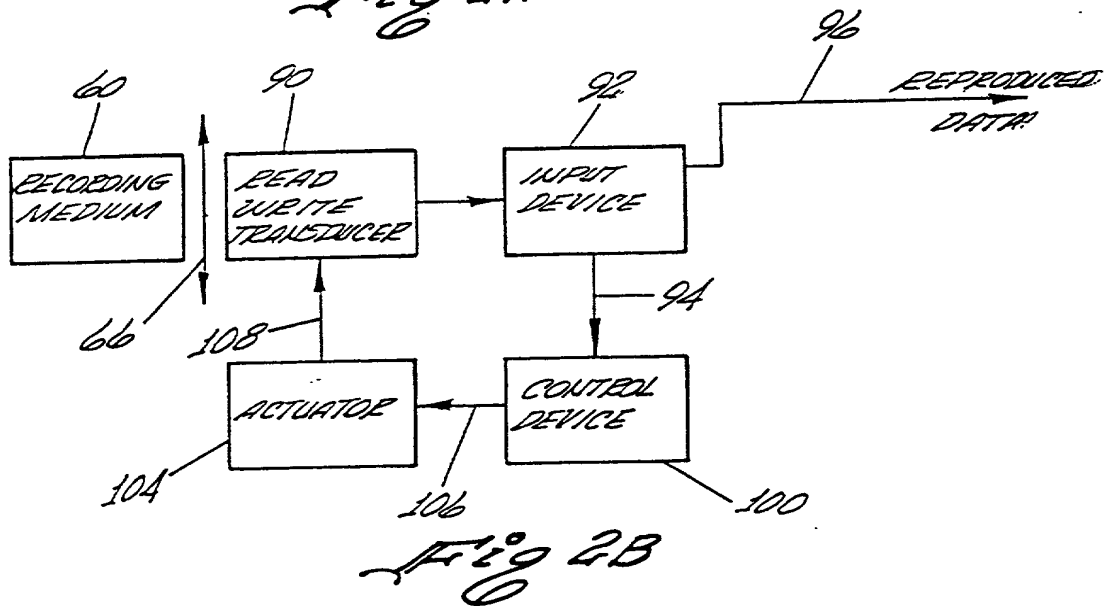 96
60
90
92
REPRODUCED
DATA
RECORDING
MEDIUM
READ
WRITE
TRANSDUCER
INPUT
DEVICE
94
66
108
ACTUATOR
CONTROL
DEVICE
104
106
100
Fig 2B